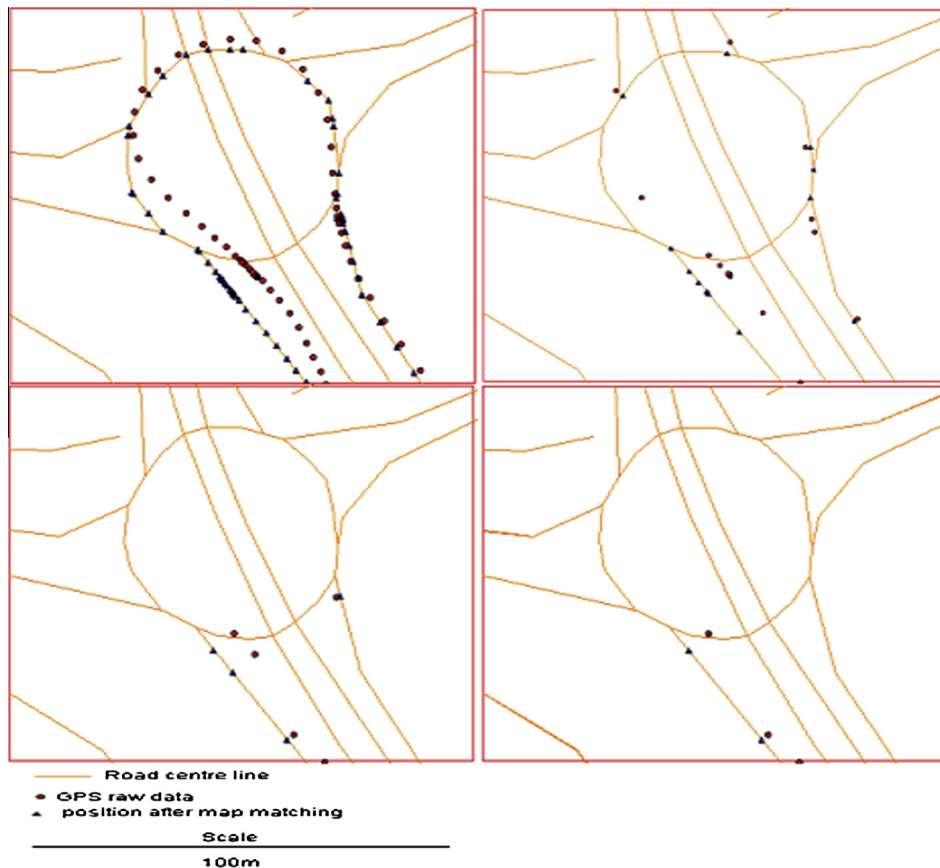 Road centre line
GPS raw data
position after map matching
Scale
100m